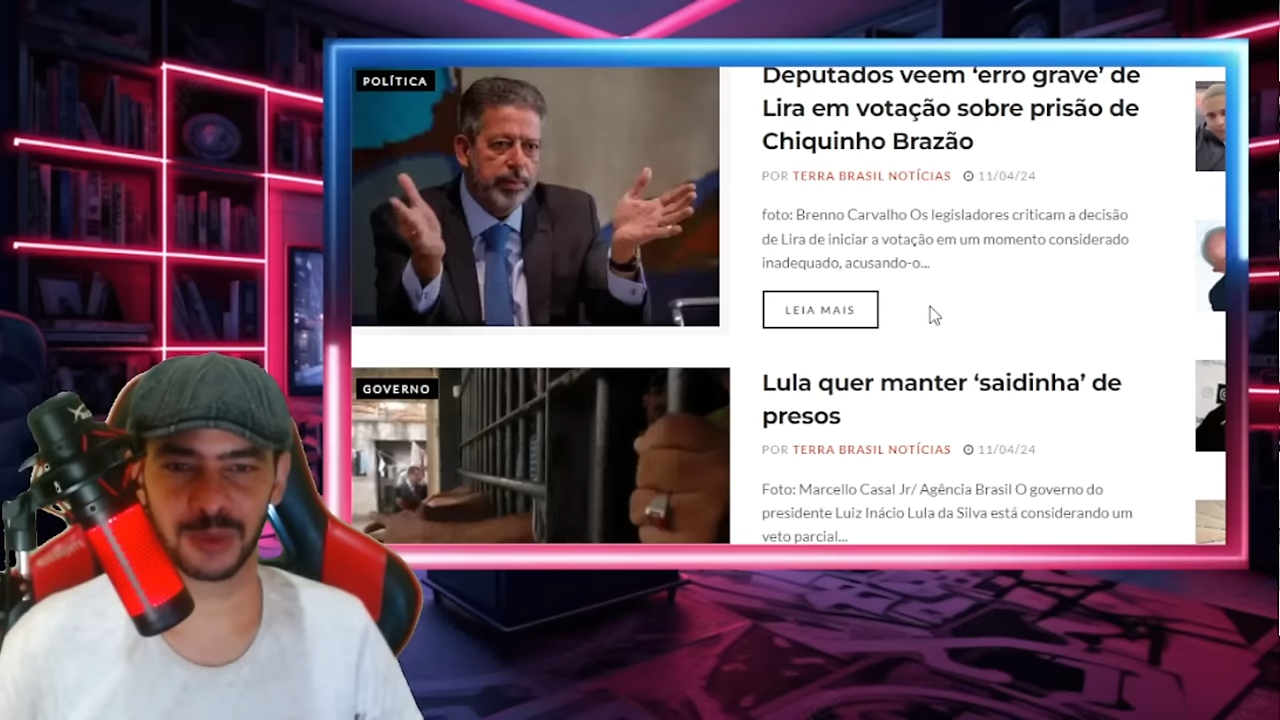 POLÍTICA
Deputados veem ‘erro grave’ de
Lira em votação sobre prisão de
Chiquinho Brazão
POR TERRA BRASIL NOTÍCIAS 11/04/24
foto: Brenno Carvalho Os legisladores criticam a decisão
de Lira de iniciar a votação em um momento considerado
inadequado, acusando-o...
LEIA MAIS
GOVERNO
Lula quer manter ‘saidinha’ de
presos
POR TERRA BRASIL NOTÍCIAS 11/04/24
Foto: Marcello Casal Jr/ Agência Brasil O governo do
presidente Luiz Inácio Lula da Silva está considerando um
veto parcial...